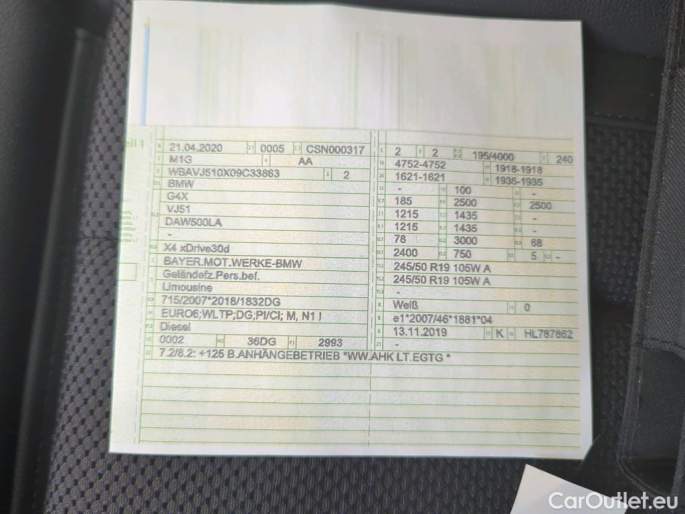 21.04.2020 0005 CSN000317
M1G AA
WBAVJ510X09C33863 2
BMW
G4X
VJ51
DAW500LA
-
X4 xDrive30d
BAYER.MOT.WERKE-BMW
Geländefz.Pers.bef.
Limousine
715/2007*2018/1832DG
EURO6;WLTP;DG;PI/CI; M, N1 I
Diesel
0002 36DG 2993
7.2/8.2: +125 B.ANHÄNGEBETRIEB *WW.AHK LT.EGTG *
2 2 195/4000 240
4752-4752 1918-1918
1621-1621 1935-1935
- 100 -
185 2500 2500
1215 1435 -
1215 1435 -
78 3000 68
2400 750 5 -
245/50 R19 105W A
245/50 R19 105W A
-
Weiß 0
e1*2007/46*1881*04
13.11.2019 K HL787862
CarOutlet.eu